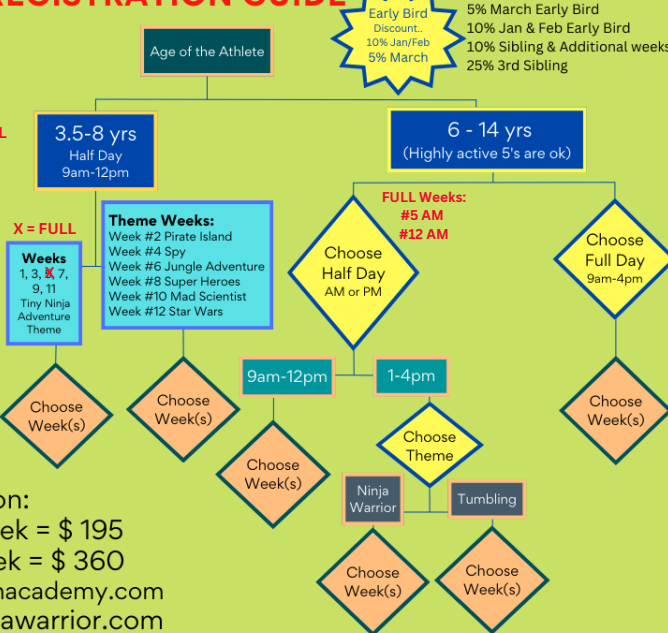 REGISTRATION GUIDE
Early Bird
Discount..
10% Jan/Feb
5% March
5% March Early Bird
10% Jan & Feb Early Bird
10% Sibling & Additional weeks
25% 3rd Sibling
Age of the Athlete
3.5-8 yrs
Half Day
9am-12pm
6 - 14 yrs
(Highly active 5's are ok)
FULL Weeks:
#5 AM
#12 AM
X = FULL
Weeks
1, 3, 5, 7,
9, 11
Tiny Ninja
Adventure
Theme
Theme Weeks:
Week #2 Pirate Island
Week #4 Spy
Week #6 Jungle Adventure
Week #8 Super Heroes
Week #10 Mad Scientist
Week #12 Star Wars
Choose
Half Day
AM or PM
Choose
Full Day
9am-4pm
9am-12pm
1-4pm
Choose
Week(s)
Choose
Week(s)
Choose
Week(s)
Choose
Theme
Choose
Week(s)
Ninja
Warrior
Tumbling
Choose
Week(s)
Choose
Week(s)
on:
ek = $ 195
ek = $ 360
nacademy.com
awarrior.com